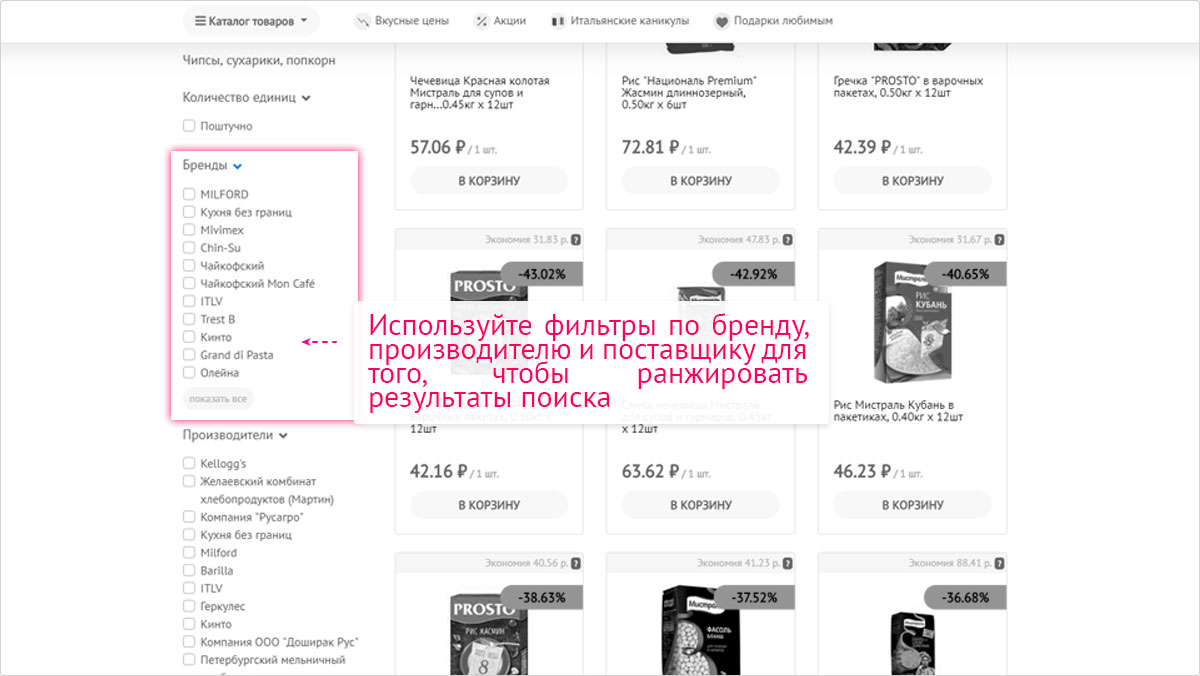 Каталог товаров
Вкусные цены
Акции
Итальянские каникулы
Подарки любимым
Чипсы, сухарики, попкорн
Количество единиц
Поштучно
Бренды
MILFORD
Кухня без границ
Mivimex
Chin-Su
Чайкофский
Чайкофский Mon Café
ITLV
Trest B
Кинто
Grand di Pasta
Олейна
показать все
Производители
Kellogg's
Желаевский комбинат
хлебопродуктов (Мартин)
Компания "Русагро"
Кухня без границ
Milford
Barilla
ITLV
Геркулес
Кинто
Компания ООО "Доширак Рус"
Петербургский мельничный
Чечевица Красная колотая
Мистраль для супов и
гарн...0.45кг x 12шт
57.06 ₽ / 1 шт.
В КОРЗИНУ
Рис "Националь Premium"
Жасмин длиннозерный,
0.50кг x 6шт
72.81 ₽ / 1 шт.
В КОРЗИНУ
Гречка "PROSTO" в варочных
пакетах, 0.50кг x 12шт
42.39 ₽ / 1 шт.
В КОРЗИНУ
Экономия 31.83 р. ?
-43.02%
PROSTO
Используйте фильтры по бренду,
производителю и поставщику для
того, чтобы ранжировать
результаты поиска
варочных пакетах, 0.50кг x
12шт
42.16 ₽ / 1 шт.
В КОРЗИНУ
Экономия 47.83 р. ?
-42.92%
Смесь чечевицы Мистраль
для супов и гарниров, 0.45кг
x 12шт
63.62 ₽ / 1 шт.
В КОРЗИНУ
Экономия 31.67 р. ?
-40.65%
Мистраль
РИС
КУБАНЬ
Рис Мистраль Кубань в
пакетиках, 0.40кг x 12шт
46.23 ₽ / 1 шт.
В КОРЗИНУ
Экономия 40.56 р. ?
-38.63%
PROSTO
РИС ЖАСМИН
8
Экономия 41.23 р. ?
-37.52%
Мистраль
ФАСОЛЬ
Экономия 88.41 р. ?
-36.68%
Мистраль